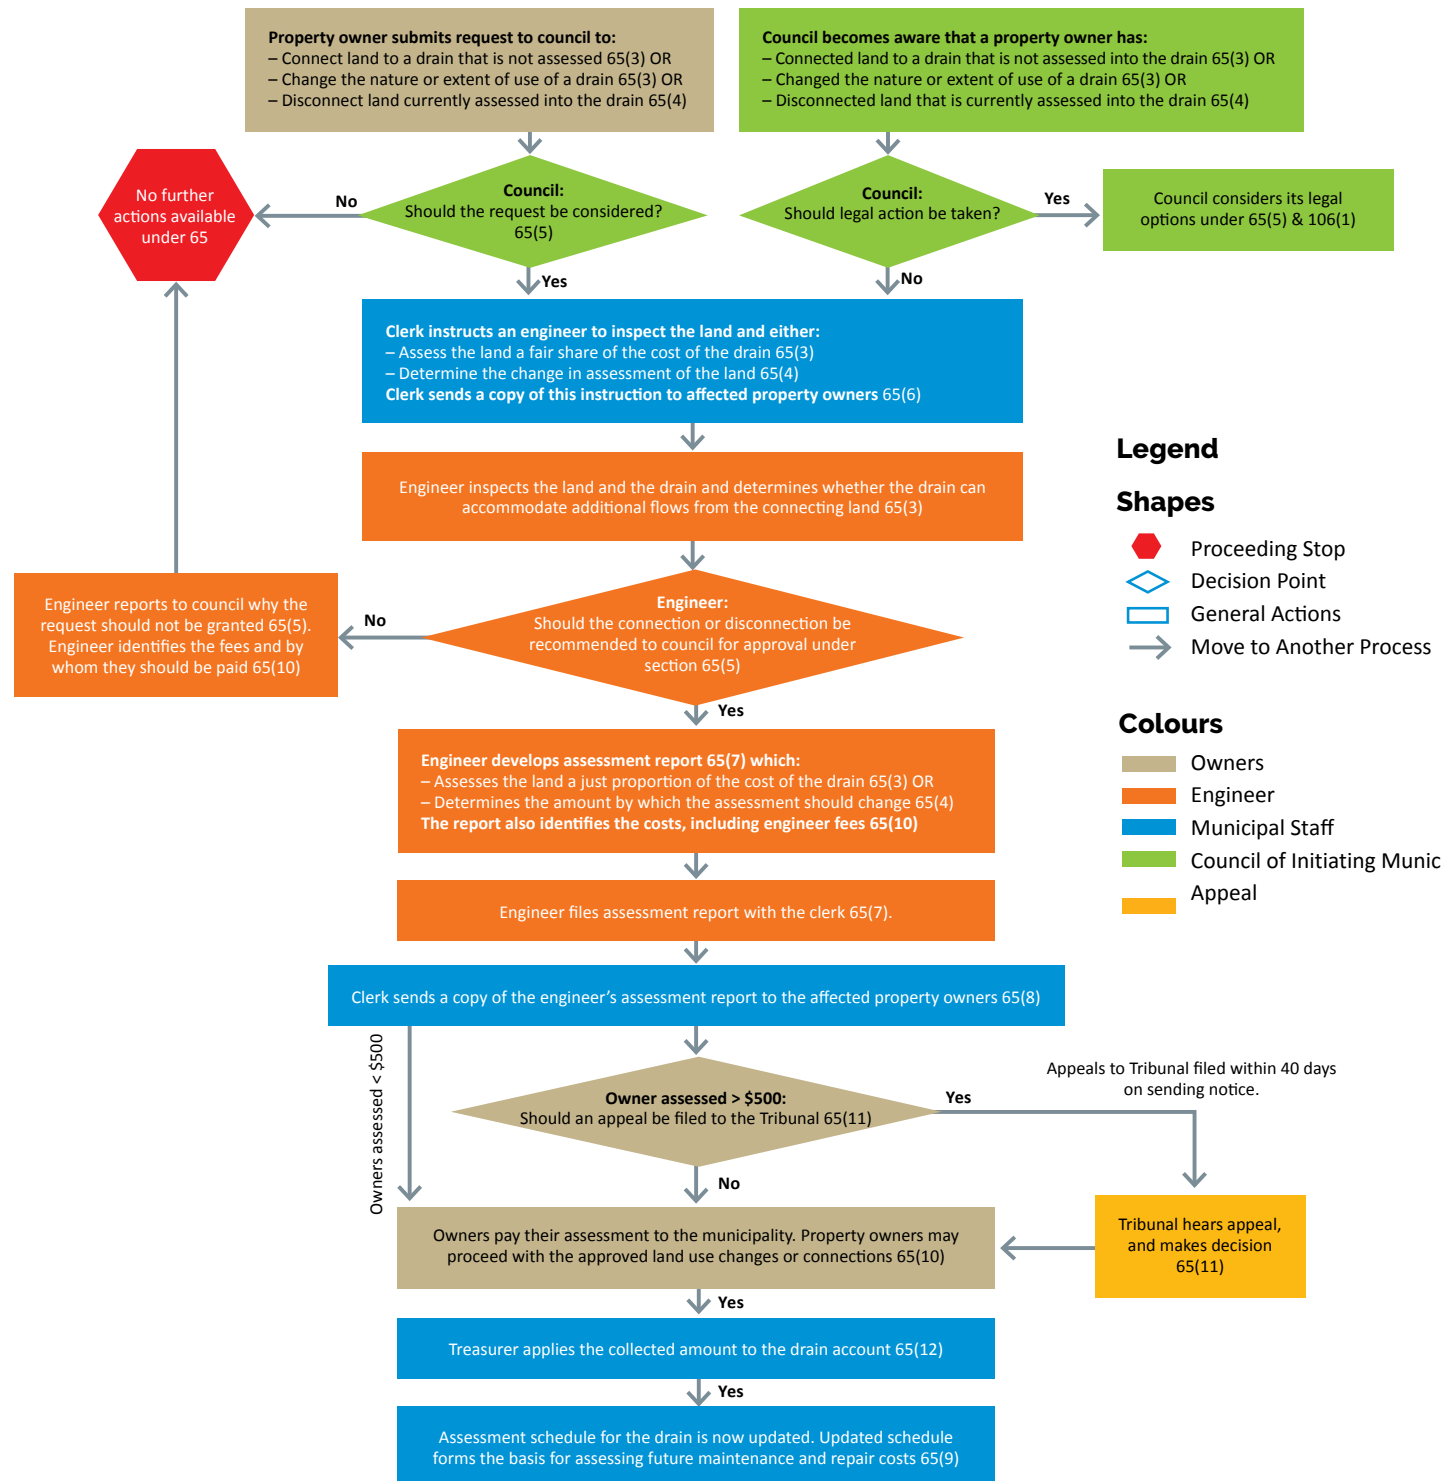 Property owner submits request to council to:
– Connect land to a drain that is not assessed 65(3) OR
– Change the nature or extent of use of a drain 65(3) OR
– Disconnect land currently assessed into the drain 65(4)
Council becomes aware that a property owner has:
– Connected land to a drain that is not assessed into the drain 65(3) OR
– Changed the nature or extent of use of a drain 65(3) OR
– Disconnected land that is currently assessed into the drain 65(4)
No further
actions available
under 65
No
Council:
Should the request be considered?
65(5)
Yes
Council:
Should legal action be taken?
Yes
No
Council considers its legal
options under 65(5) & 106(1)
Clerk instructs an engineer to inspect the land and either:
– Assess the land a fair share of the cost of the drain 65(3)
– Determine the change in assessment of the land 65(4)
Clerk sends a copy of this instruction to affected property owners 65(6)
Engineer inspects the land and the drain and determines whether the drain can
accommodate additional flows from the connecting land 65(3)
Engineer reports to council why the
request should not be granted 65(5).
Engineer identifies the fees and by
whom they should be paid 65(10)
No
Engineer:
Should the connection or disconnection be
recommended to council for approval under
section 65(5)
Yes
Engineer develops assessment report 65(7) which:
– Assesses the land a just proportion of the cost of the drain 65(3) OR
– Determines the amount by which the assessment should change 65(4)
The report also identifies the costs, including engineer fees 65(10)
Engineer files assessment report with the clerk 65(7).
Clerk sends a copy of the engineer’s assessment report to the affected property owners 65(8)
Owners assessed < $500
Owner assessed > $500:
Should an appeal be filed to the Tribunal 65(11)
Yes
No
Appeals to Tribunal filed within 40 days
on sending notice.
Tribunal hears appeal,
and makes decision
65(11)
Owners pay their assessment to the municipality. Property owners may
proceed with the approved land use changes or connections 65(10)
Yes
Treasurer applies the collected amount to the drain account 65(12)
Yes
Assessment schedule for the drain is now updated. Updated schedule
forms the basis for assessing future maintenance and repair costs 65(9)
Legend
Shapes
Proceeding Stop
Decision Point
General Actions
Move to Another Process
Colours
Owners
Engineer
Municipal Staff
Council of Initiating Munic
Appeal